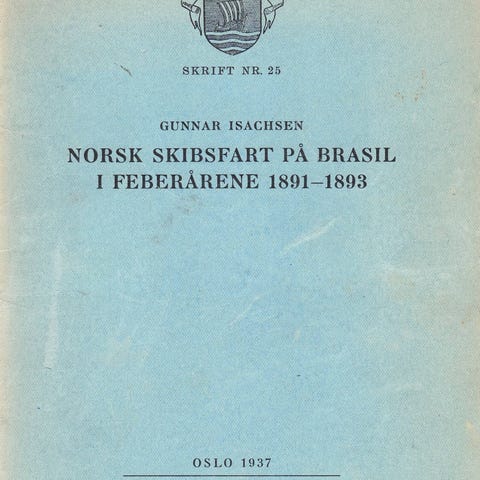 SKRIFT NR. 25
GUNNAR ISACHSEN
NORSK SKIBSFART PÅ BRASIL
I FEBERÅRENE 1891–1893
OSLO 1937